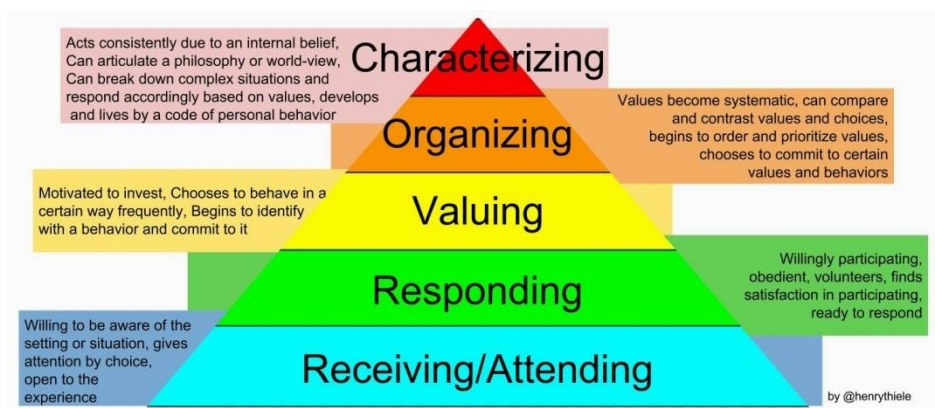 Characterizing
Acts consistently due to an internal belief,
Can articulate a philosophy or world-view,
Can break down complex situations and
respond accordingly based on values, develops
and lives by a code of personal behavior
Organizing
Values become systematic, can compare
and contrast values and choices,
begins to order and prioritize values,
chooses to commit to certain
values and behaviors
Valuing
Motivated to invest, Chooses to behave in a
certain way frequently, Begins to identify
with a behavior and commit to it
Responding
Willingly participating,
obedient, volunteers, finds
satisfaction in participating,
ready to respond
Receiving/Attending
Willing to be aware of the
setting or situation, gives
attention by choice,
open to the
experience
by @henrythiele